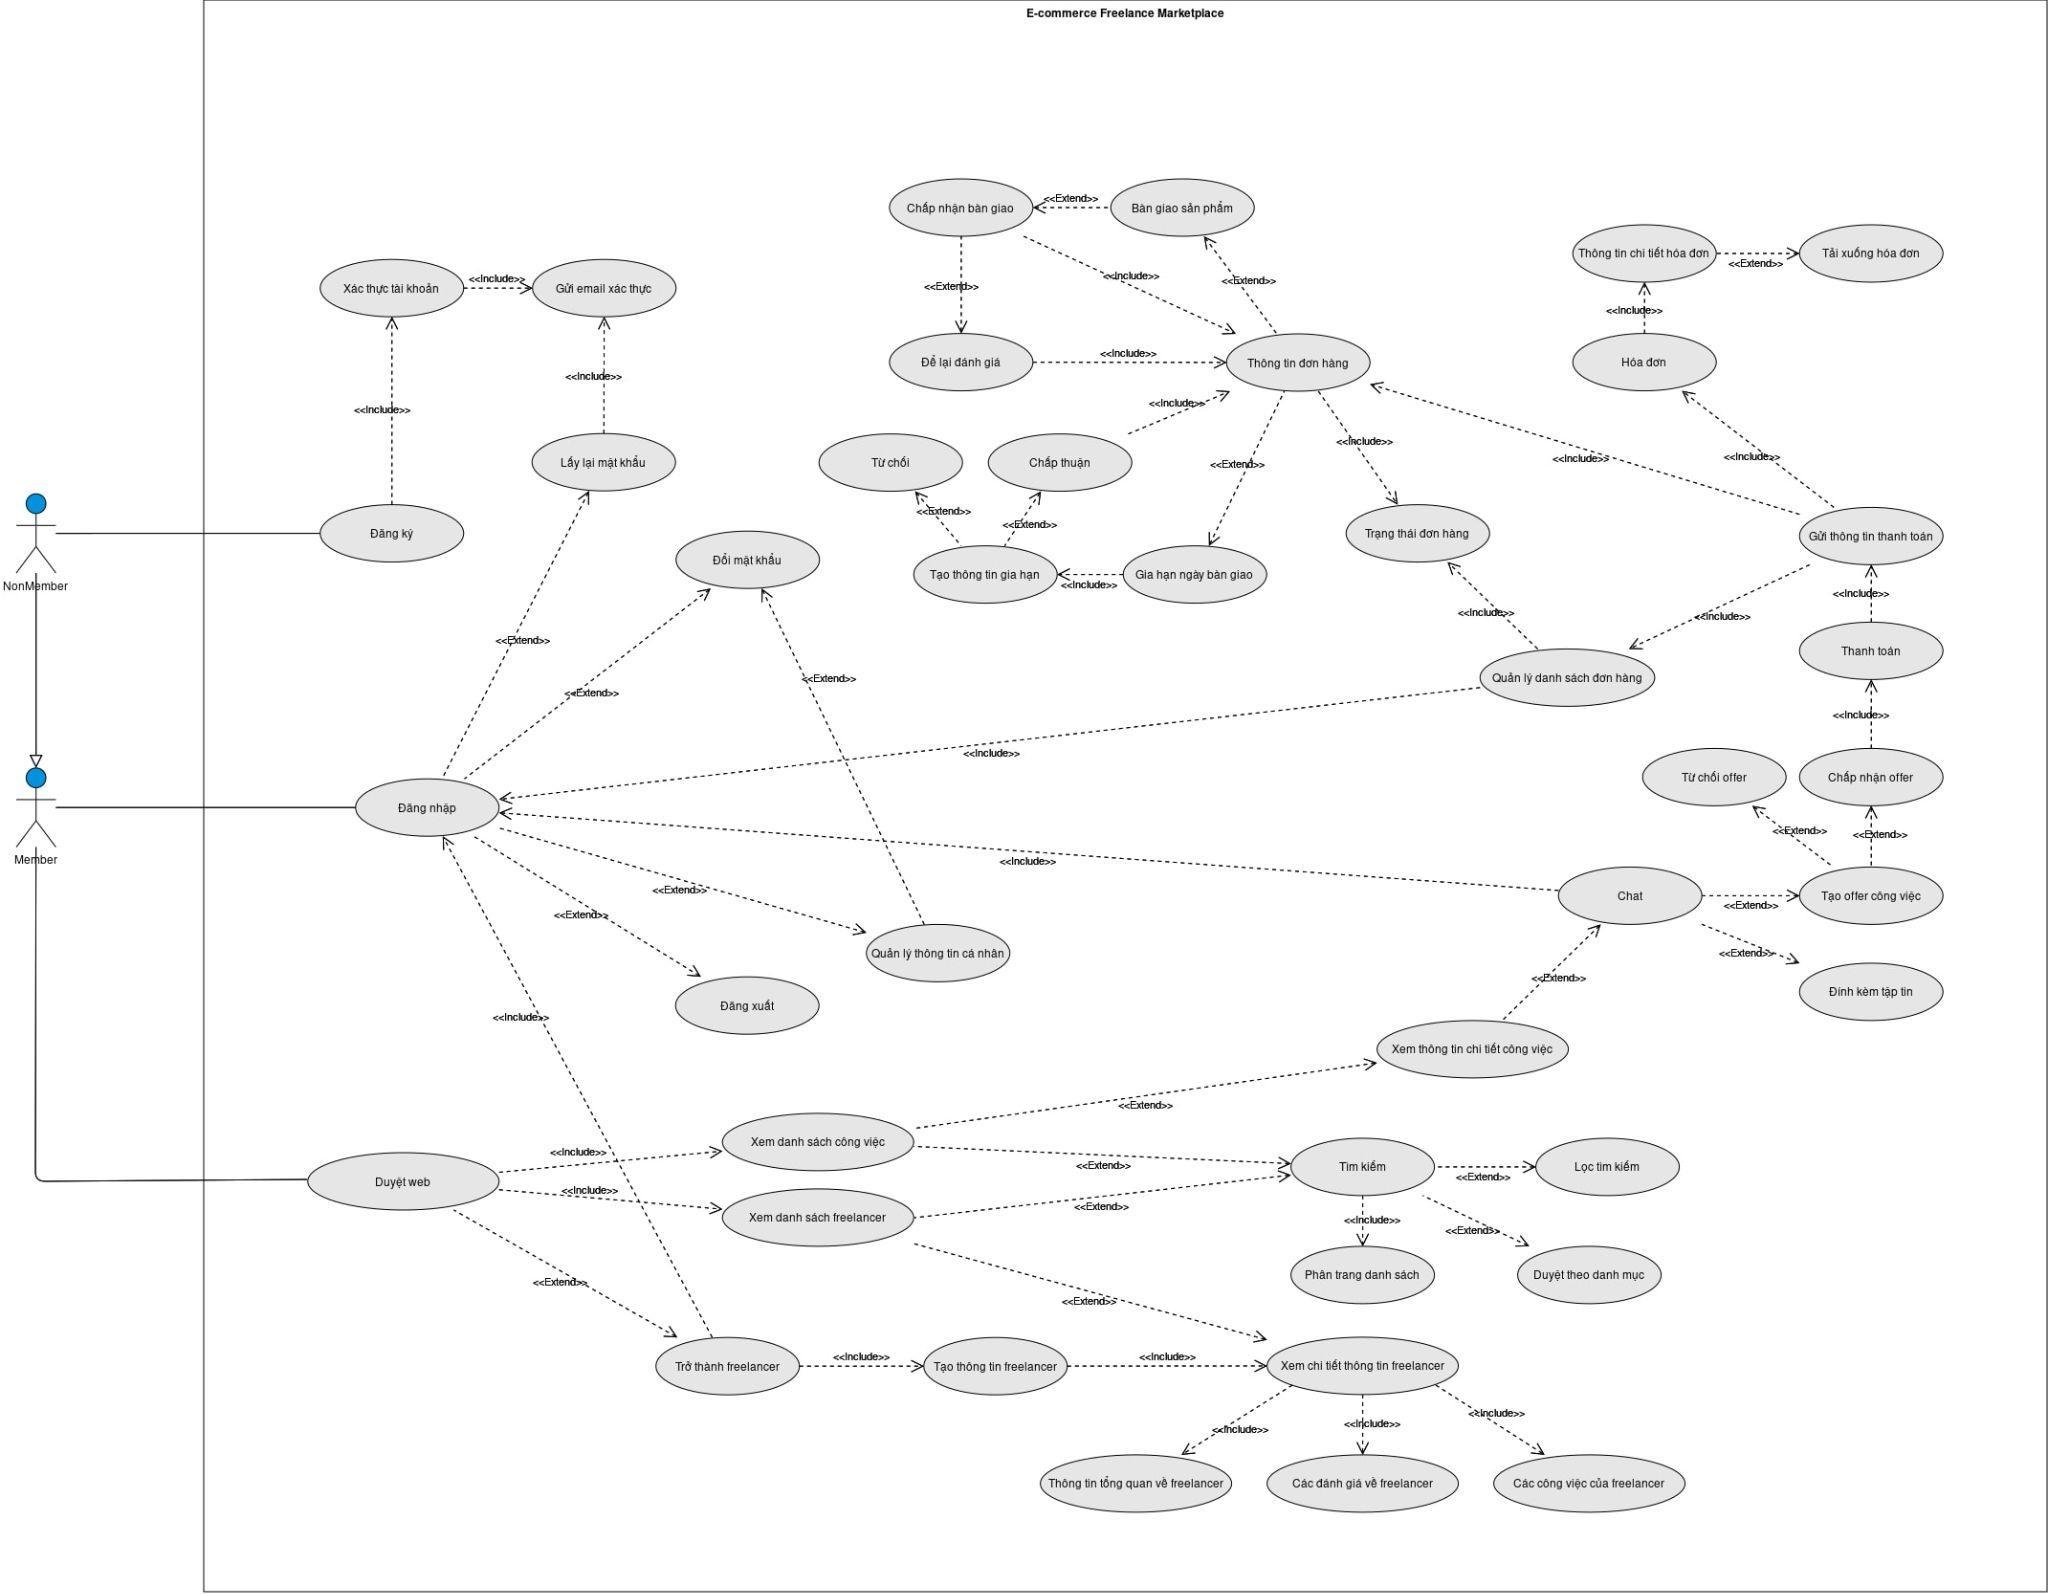 E-commerce Freelance Marketplace
Chấp nhận bàn giao
<<Extend>>
Bàn giao sản phẩm
Thông tin chi tiết hóa đơn
<<Extend>>
Tải xuống hóa đơn
Xác thực tài khoản
<<Include>>
Gửi email xác thực
<<Extend>>
<<Include>>
<<Extend>>
<<Include>>
Để lại đánh giá
<<Include>>
Thông tin đơn hàng
Hóa đơn
<<Include>>
<<Include>>
<<Include>>
Lấy lại mật khẩu
Từ chối
Chấp thuận
<<Extend>>
<<Include>>
<<Include>>
<<Include>>
<<Extend>>
<<Extend>>
Đăng ký
Đổi mật khẩu
Tạo thông tin gia hạn
<<Include>>
Gia hạn ngày bàn giao
Trạng thái đơn hàng
Gửi thông tin thanh toán
NonMember
<<Include>>
<<Include>>
<<Include>>
<<Extend>>
<<Extend>>
<<Extend>>
Quản lý danh sách đơn hàng
Thanh toán
<<Include>>
<<Include>>
Từ chối offer
Chấp nhận offer
Đăng nhập
<<Extend>>
<<Extend>>
Member
<<Include>>
<<Extend>>
<<Extend>>
Chat
<<Extend>>
Tạo offer công việc
Quản lý thông tin cá nhân
<<Extend>>
<<Extend>>
Đính kèm tập tin
Đăng xuất
<<Include>>
Xem thông tin chi tiết công việc
<<Extend>>
Xem danh sách công việc
<<Include>>
<<Extend>>
Tìm kiếm
<<Extend>>
Lọc tìm kiếm
Duyệt web
<<Include>>
Xem danh sách freelancer
<<Extend>>
<<Include>>
<<Extend>>
Phân trang danh sách
Duyệt theo danh mục
<<Extend>>
<<Extend>>
Trở thành freelancer
<<Include>>
Tạo thông tin freelancer
<<Include>>
Xem chi tiết thông tin freelancer
<<Include>>
<<Include>>
<<Include>>
Thông tin tổng quan về freelancer
Các đánh giá về freelancer
Các công việc của freelancer